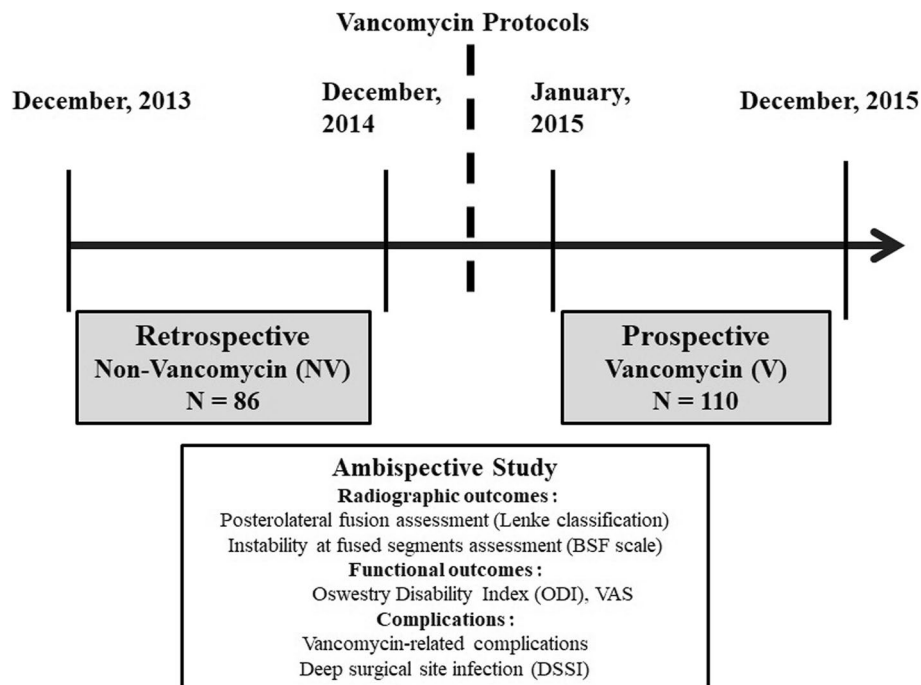 Vancomycin Protocols
December, 2013
December,
2014
January,
2015
December, 2015
Retrospective
Non-Vancomycin (NV)
N = 86
Prospective
Vancomycin (V)
N = 110
Ambispective Study
Radiographic outcomes :
Posterolateral fusion assessment (Lenke classification)
Instability at fused segments assessment (BSF scale)
Functional outcomes :
Oswestry Disability Index (ODI), VAS
Complications :
Vancomycin-related complications
Deep surgical site infection (DSSI)